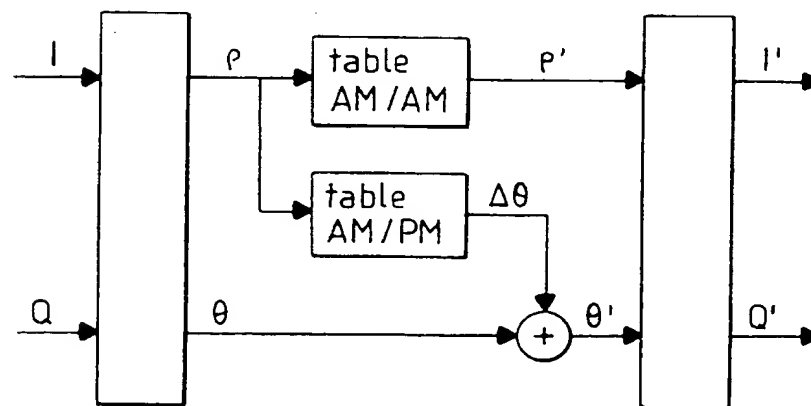 I ρ table ρ' I'
AM/AM
table Δθ
AM/PM
Q θ + θ' Q'